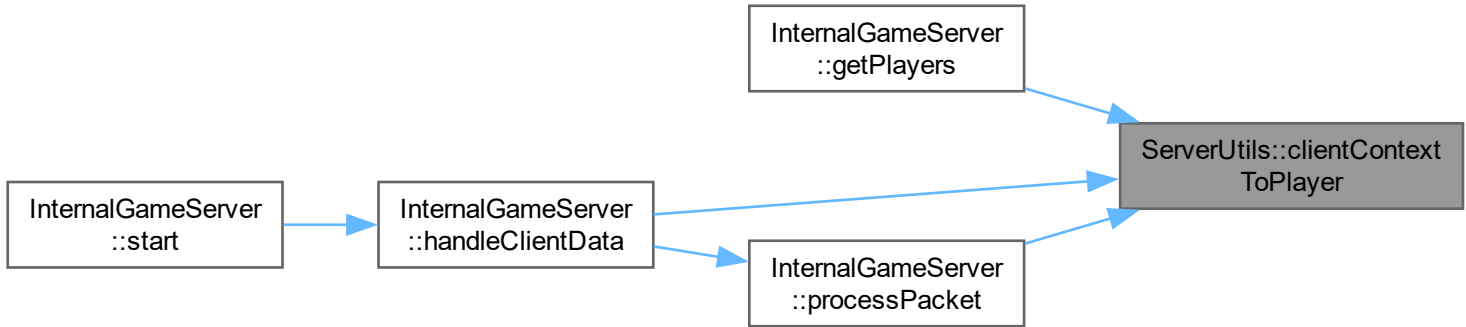 InternalGameServer
::getPlayers
ServerUtils::clientContext
ToPlayer
InternalGameServer
::start
InternalGameServer
::handleClientData
InternalGameServer
::processPacket